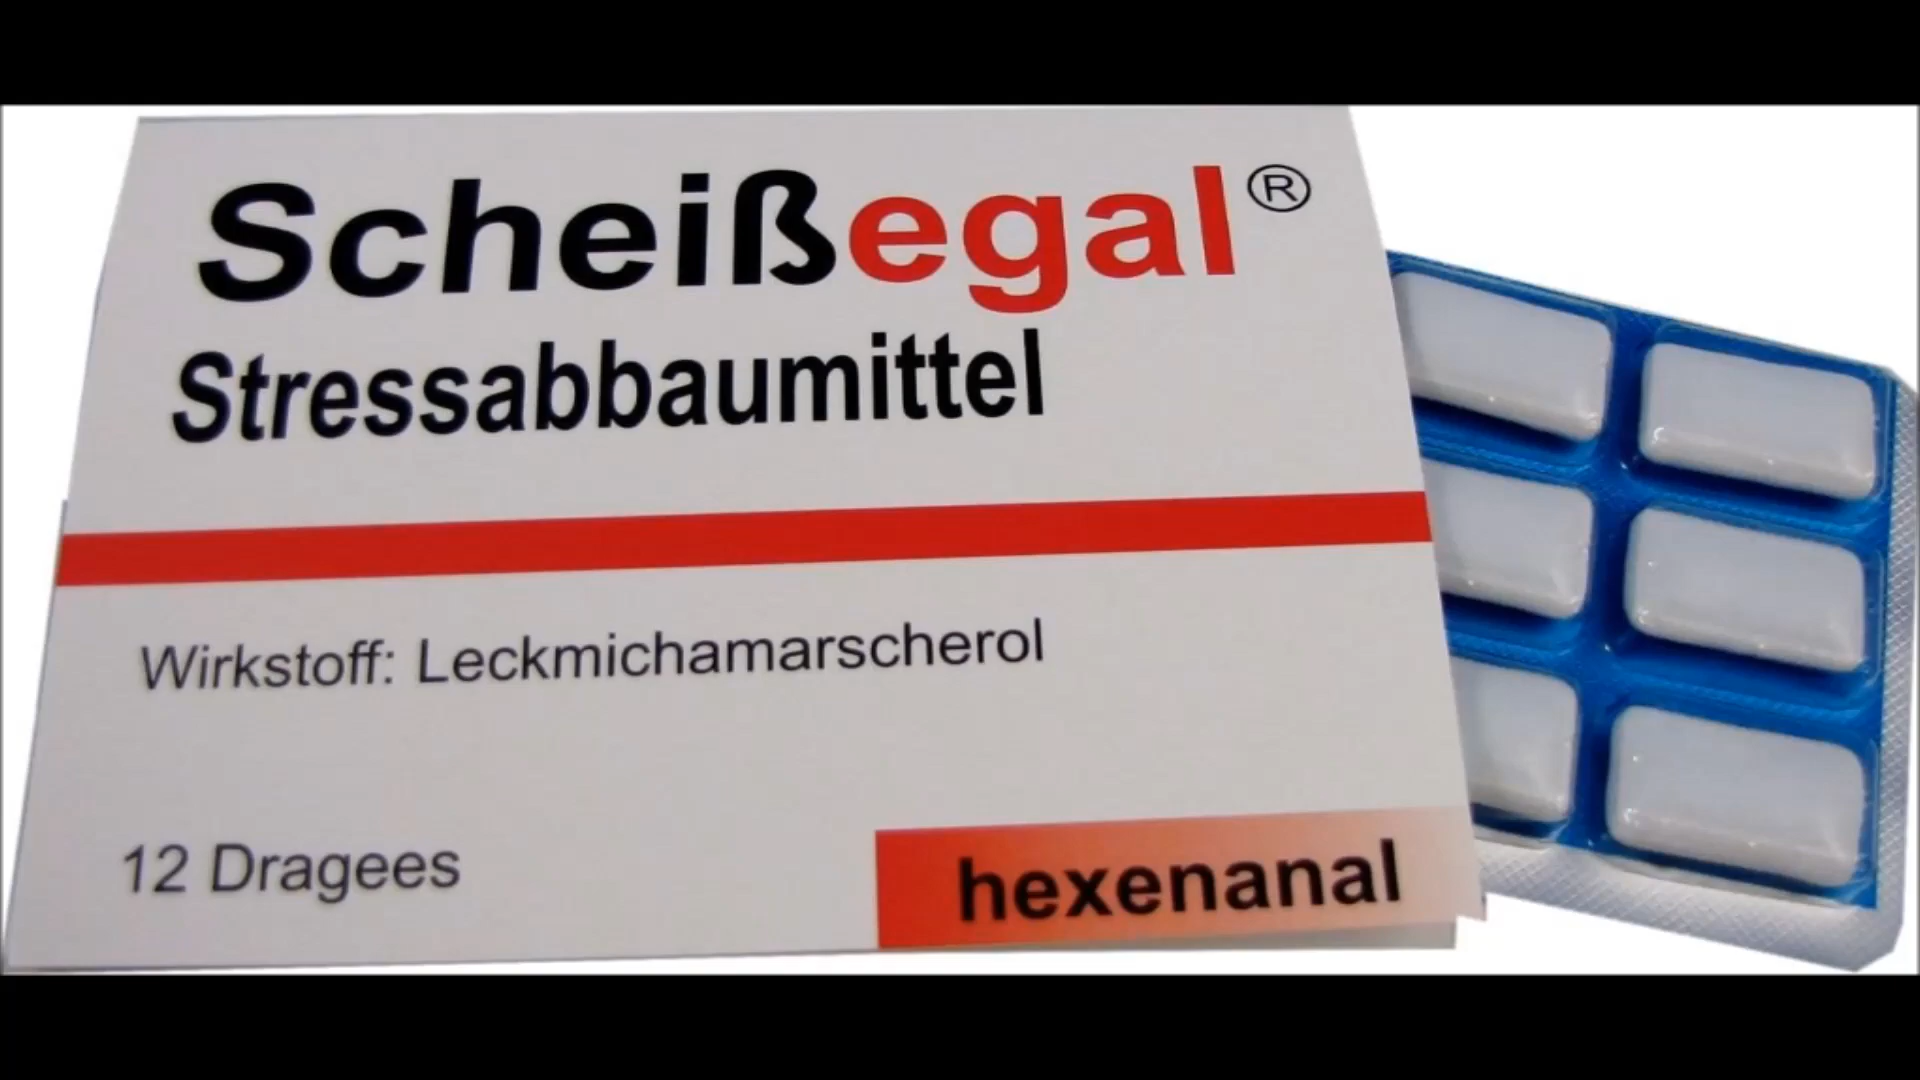 Scheißegal®
Stressabbaumittel
Wirkstoff: Leckmichamarscherol
12 Dragees
hexenanal